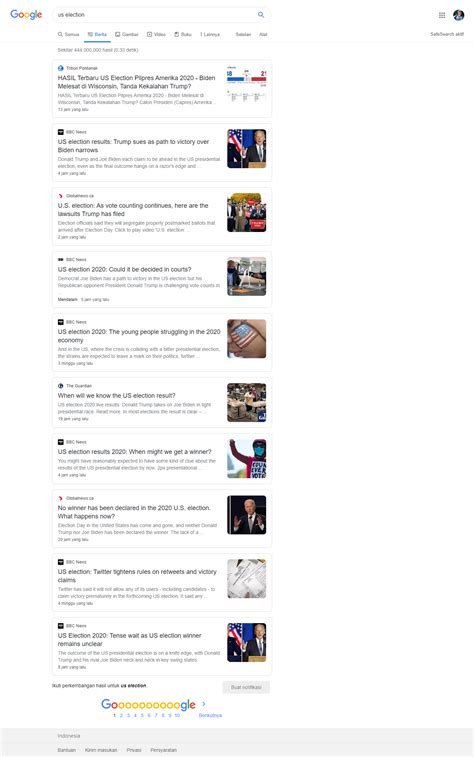 Google
us election
Semua Berita Gambar Video Buku Lainnya Setelan Alat
SafeSearch aktif
Sekitar 444.000.000 hasil (0,33 detik)
Tribun Pontianak
HASIL Terbaru US Election Pilpres Amerika 2020 - Biden
Melesat di Wisconsin, Tanda Kekalahan Trump?
HASIL Terbaru US Election Pilpres Amerika 2020 - Biden Melesat di
Wisconsin, Tanda Kekalahan Trump? Calon Presiden (Capres) Amerika ...
13 jam yang lalu
BBC News
US election results: Trump sues as path to victory over
Biden narrows
Donald Trump and Joe Biden each claim to be ahead in the US presidential
election, even as the final outcome hangs on a razor's edge and ...
4 jam yang lalu
Globalnews.ca
U.S. election: As vote counting continues, here are the
lawsuits Trump has filed
Election officials said they will segregate properly postmarked ballots that
arrived after Election Day. Click to play video 'U.S. election ...
2 jam yang lalu
BBC News
US election 2020: Could it be decided in courts?
Democrat Joe Biden has a path to victory in the US election but his
Republican opponent President Donald Trump is challenging vote counts in
Mendalam · 5 jam yang lalu
BBC News
US election 2020: The young people struggling in the 2020
economy
And in the US, where the crisis is colliding with a bitter presidential election,
the strains are expected to leave a mark on their politics, further ...
3 minggu yang lalu
The Guardian
When will we know the US election result?
US election 2020 live results: Donald Trump takes on Joe Biden in tight
presidential race. Read more. In most elections the result is clear – ...
19 jam yang lalu
BBC News
US election results 2020: When might we get a winner?
You might have reasonably expected to have some kind of clue about the
results of the US presidential election by now. 2pa presentational ...
4 jam yang lalu
Globalnews.ca
No winner has been declared in the 2020 U.S. election.
What happens now?
Election Day in the United States has come and gone, and neither Donald
Trump nor Joe Biden has been declared the winner. The lack of a ...
20 jam yang lalu
BBC News
US election: Twitter tightens rules on retweets and victory
claims
Twitter has said it will not allow any of its users - including candidates - to
claim victory prematurely in the forthcoming US election. It said any ...
4 minggu yang lalu
BBC News
US Election 2020: Tense wait as US election winner
remains unclear
The outcome of the US presidential election is on a knife edge, with Donald
Trump and his rival Joe Biden neck and neck in key swing states.
8 jam yang lalu
Ikuti perkembangan hasil untuk us election.
Buat notifikasi
Goooooooooogle
1 2 3 4 5 6 7 8 9 10 Berikutnya
Indonesia
Bantuan Kirim masukan Privasi Persyaratan